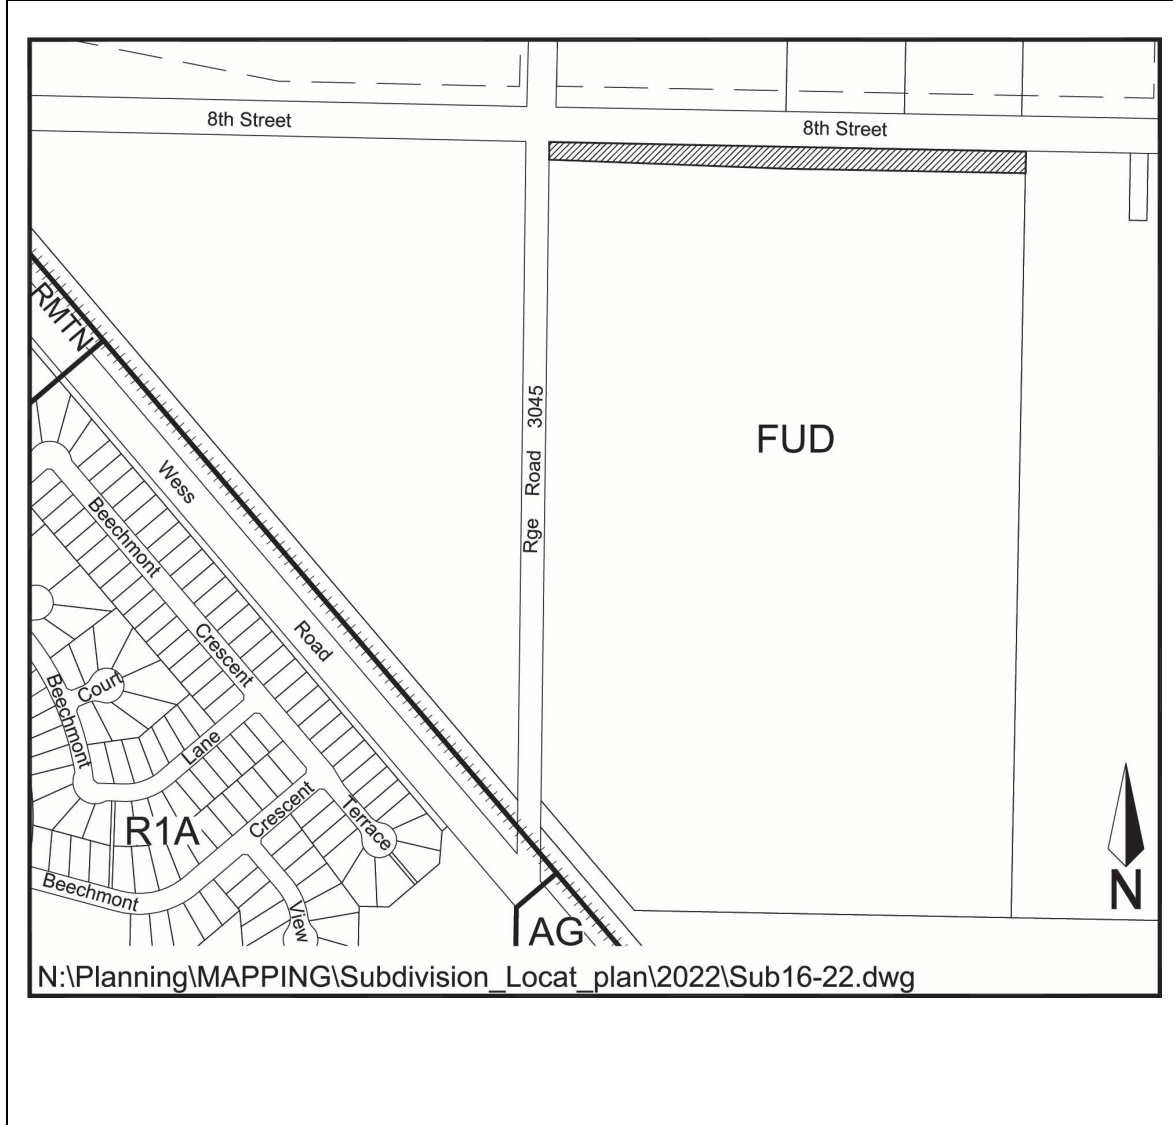 8th Street
8th Street
RMTN
Rge Road 3045
FUD
Wess
Road
Beechmont
Crescent
Court
Beechmont
Lane
Crescent
Terrace
R1A
Beechmont
View
AG
N
N:\Planning\MAPPING\Subdivision_Locat_plan\2022\Sub16-22.dwg